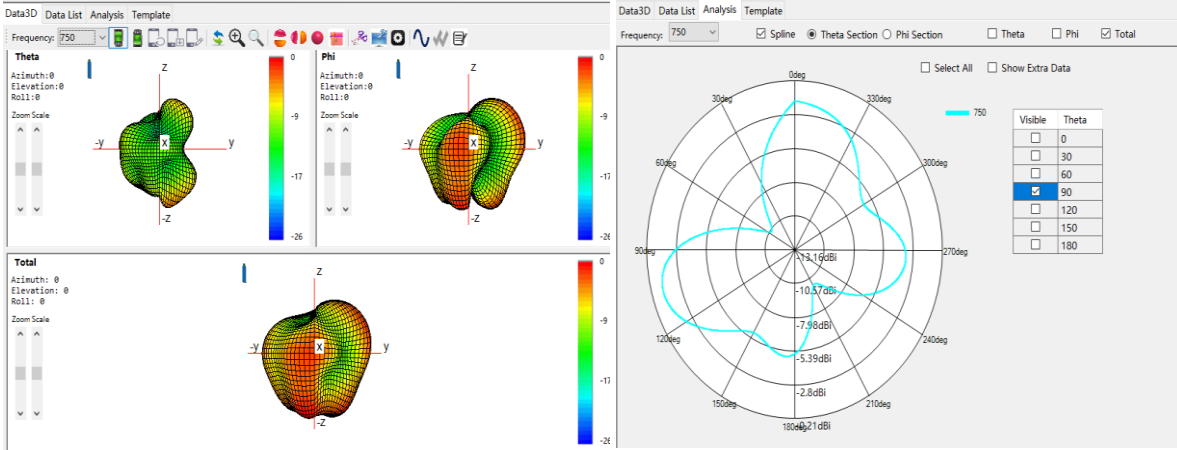 Data3D Data List Analysis Template
Frequency: 750
Theta
Azimuth:0
Elevation:0
Roll:0
Zoom Scale
Z
-y X y
-Z
0
-9
-17
-26
Phi
Azimuth:0
Elevation:0
Roll:0
Zoom Scale
Z
-y X y
-Z
0
-9
-17
-26
Total
Azimuth: 0
Elevation: 0
Roll: 0
Zoom Scale
Z
-y X y
-Z
0
-9
-17
-26
Data3D Data List Analysis Template
Frequency: 750 Spline Theta Section Phi Section Theta Phi Total
Select All Show Extra Data
0deg
30deg 330deg
60deg 300deg
90deg 270deg
120deg 240deg
150deg 210deg
-13.16dBi
-10.57dBi
-7.98dBi
-5.39dBi
-2.8dBi
750
Visible Theta
0
30
60
90
120
150
180